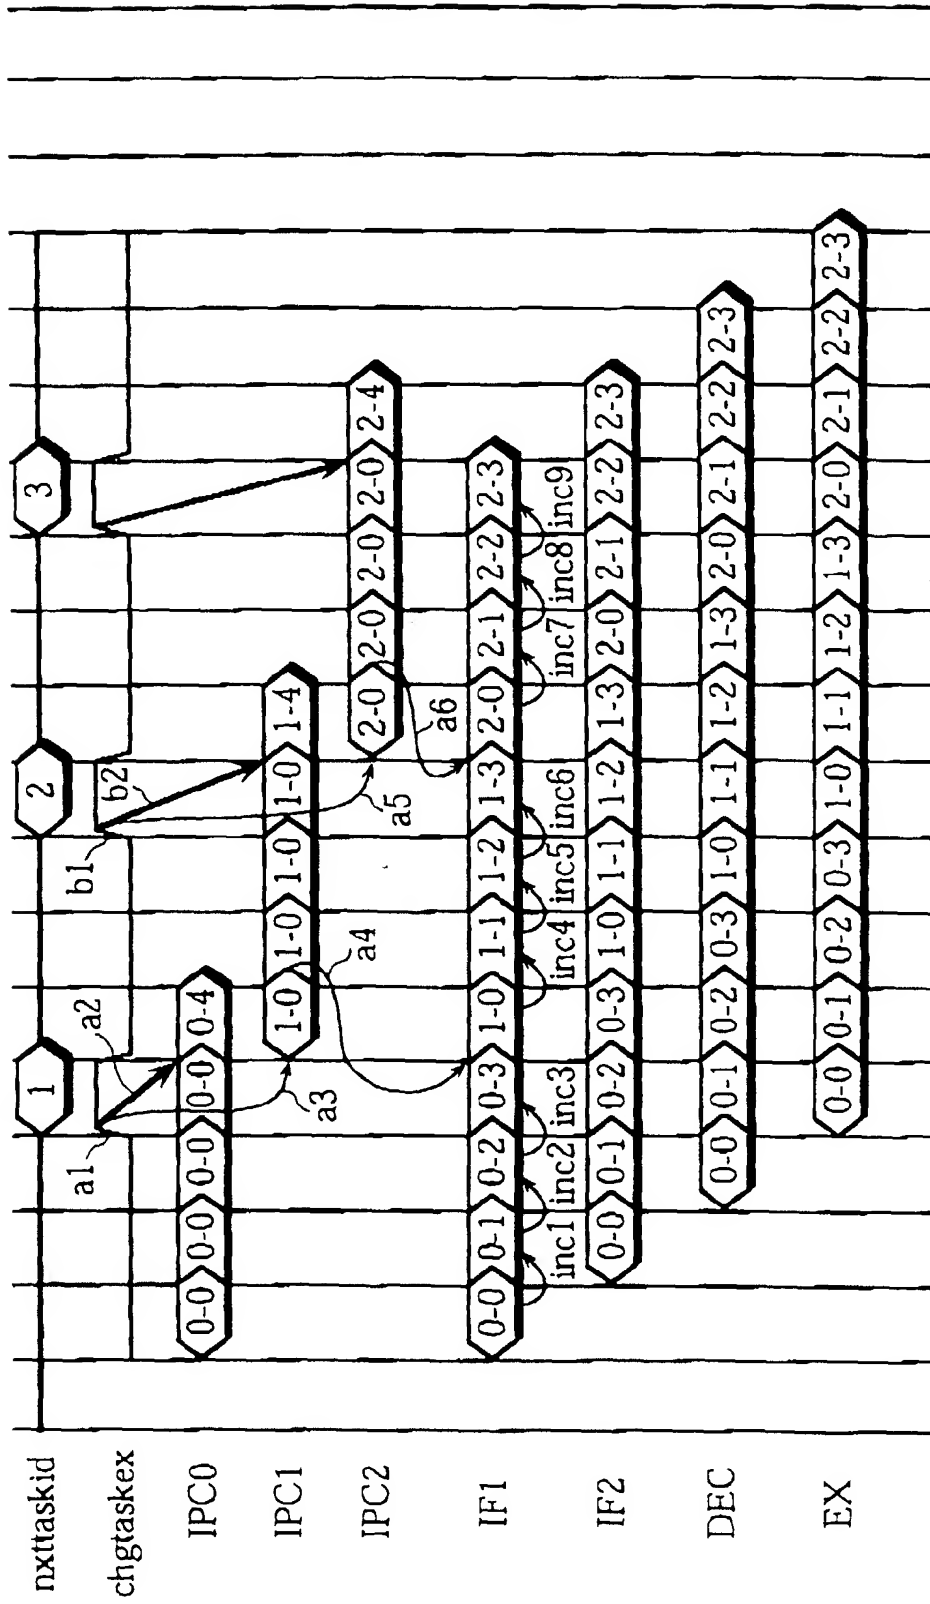 nxttaskid 1 2 3
chgtaskex a1 a2 b1 b2
IPC0 0-0 0-0 0-0 0-0 0-4
a3
IPC1 1-0 1-0 1-0 1-0 1-4
a4 a5
IPC2 2-0 2-0 2-0 2-0 2-4
a6
IF1 0-0 0-1 0-2 0-3 1-0 1-1 1-2 1-3 2-0 2-1 2-2 2-3
inc1 inc2 inc3 inc4 inc5 inc6 inc7 inc8 inc9
IF2 0-0 0-1 0-2 0-3 1-0 1-1 1-2 1-3 2-0 2-1 2-2 2-3
DEC 0-0 0-1 0-2 0-3 1-0 1-1 1-2 1-3 2-0 2-1 2-2 2-3
EX 0-0 0-1 0-2 0-3 1-0 1-1 1-2 1-3 2-0 2-1 2-2 2-3